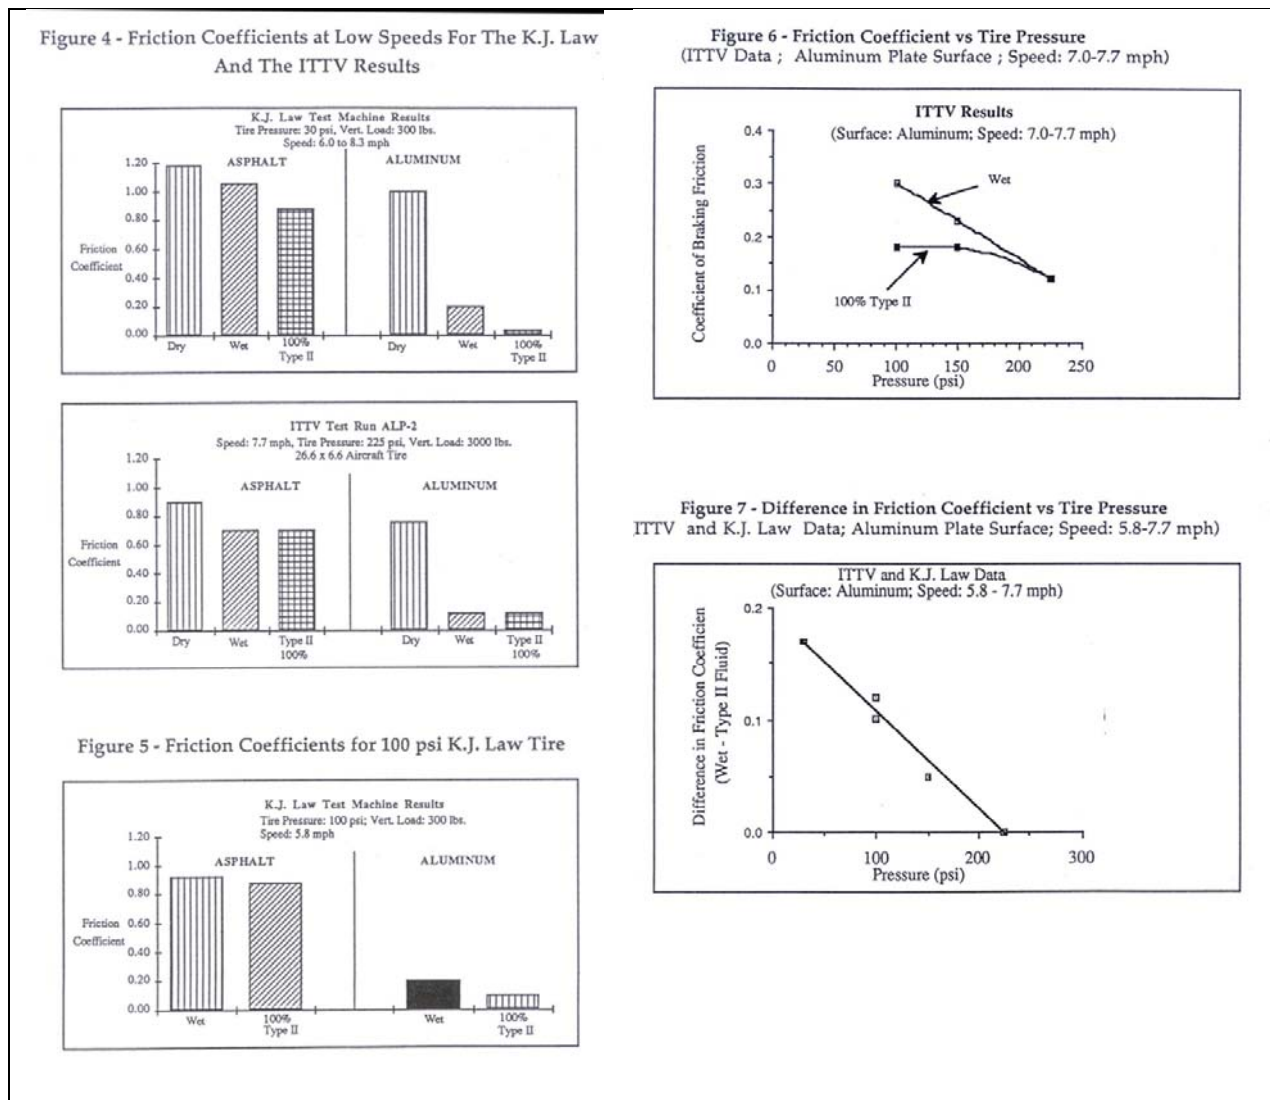 Figure 4 - Friction Coefficients at Low Speeds For The K.J. Law
And The ITTV Results
K.J. Law Test Machine Results
Tire Pressure: 30 psi, Vert. Load: 300 lbs.
Speed: 6.0 to 8.3 mph
ASPHALT
ALUMINUM
1.20
1.00
0.80
Friction 0.60
Coefficient
0.40
0.20
0.00
Dry
Wet
100%
Type II
Dry
Wet
100%
Type II
ITTV Test Run ALP-2
Speed: 7.7 mph, Tire Pressure: 225 psi, Vert. Load: 3000 lbs.
26.6 x 6.6 Aircraft Tire
ASPHALT
ALUMINUM
1.20
1.00
0.80
Friction 0.60
Coefficient
0.40
0.20
0.00
Dry
Wet
Type II
100%
Dry
Wet
Type II
100%
Figure 5 - Friction Coefficients for 100 psi K.J. Law Tire
K.J. Law Test Machine Results
Tire Pressure: 100 psi; Vert. Load: 300 lbs.
Speed: 5.8 mph
ASPHALT
ALUMINUM
1.20
1.00
0.80
Friction 0.60
Coefficient
0.40
0.20
0.00
Wet
100%
Type II
Wet
100%
Type II
Figure 6 - Friction Coefficient vs Tire Pressure
(ITTV Data ; Aluminum Plate Surface ; Speed: 7.0-7.7 mph)
ITTV Results
(Surface: Aluminum; Speed: 7.0-7.7 mph)
Coefficient of Braking Friction
0.4
0.3
0.2
0.1
0.0
Wet
100% Type II
0 50 100 150 200 250
Pressure (psi)
Figure 7 - Difference in Friction Coefficient vs Tire Pressure
ITTV and K.J. Law Data; Aluminum Plate Surface; Speed: 5.8-7.7 mph)
ITTV and K.J. Law Data
(Surface: Aluminum; Speed: 5.8 - 7.7 mph)
Difference in Friction Coefficien
(Wet - Type II Fluid)
0.2
0.1
0.0
0 100 200 300
Pressure (psi)